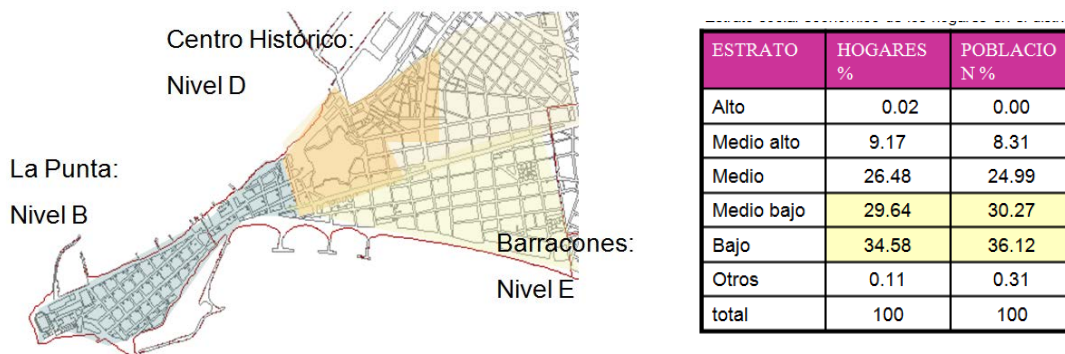 Centro Histórico:
Nivel D
La Punta:
Nivel B
Barracones:
Nivel E
ESTRATO HOGARES % POBLACIO N %
Alto 0.02 0.00
Medio alto 9.17 8.31
Medio 26.48 24.99
Medio bajo 29.64 30.27
Bajo 34.58 36.12
Otros 0.11 0.31
total 100 100